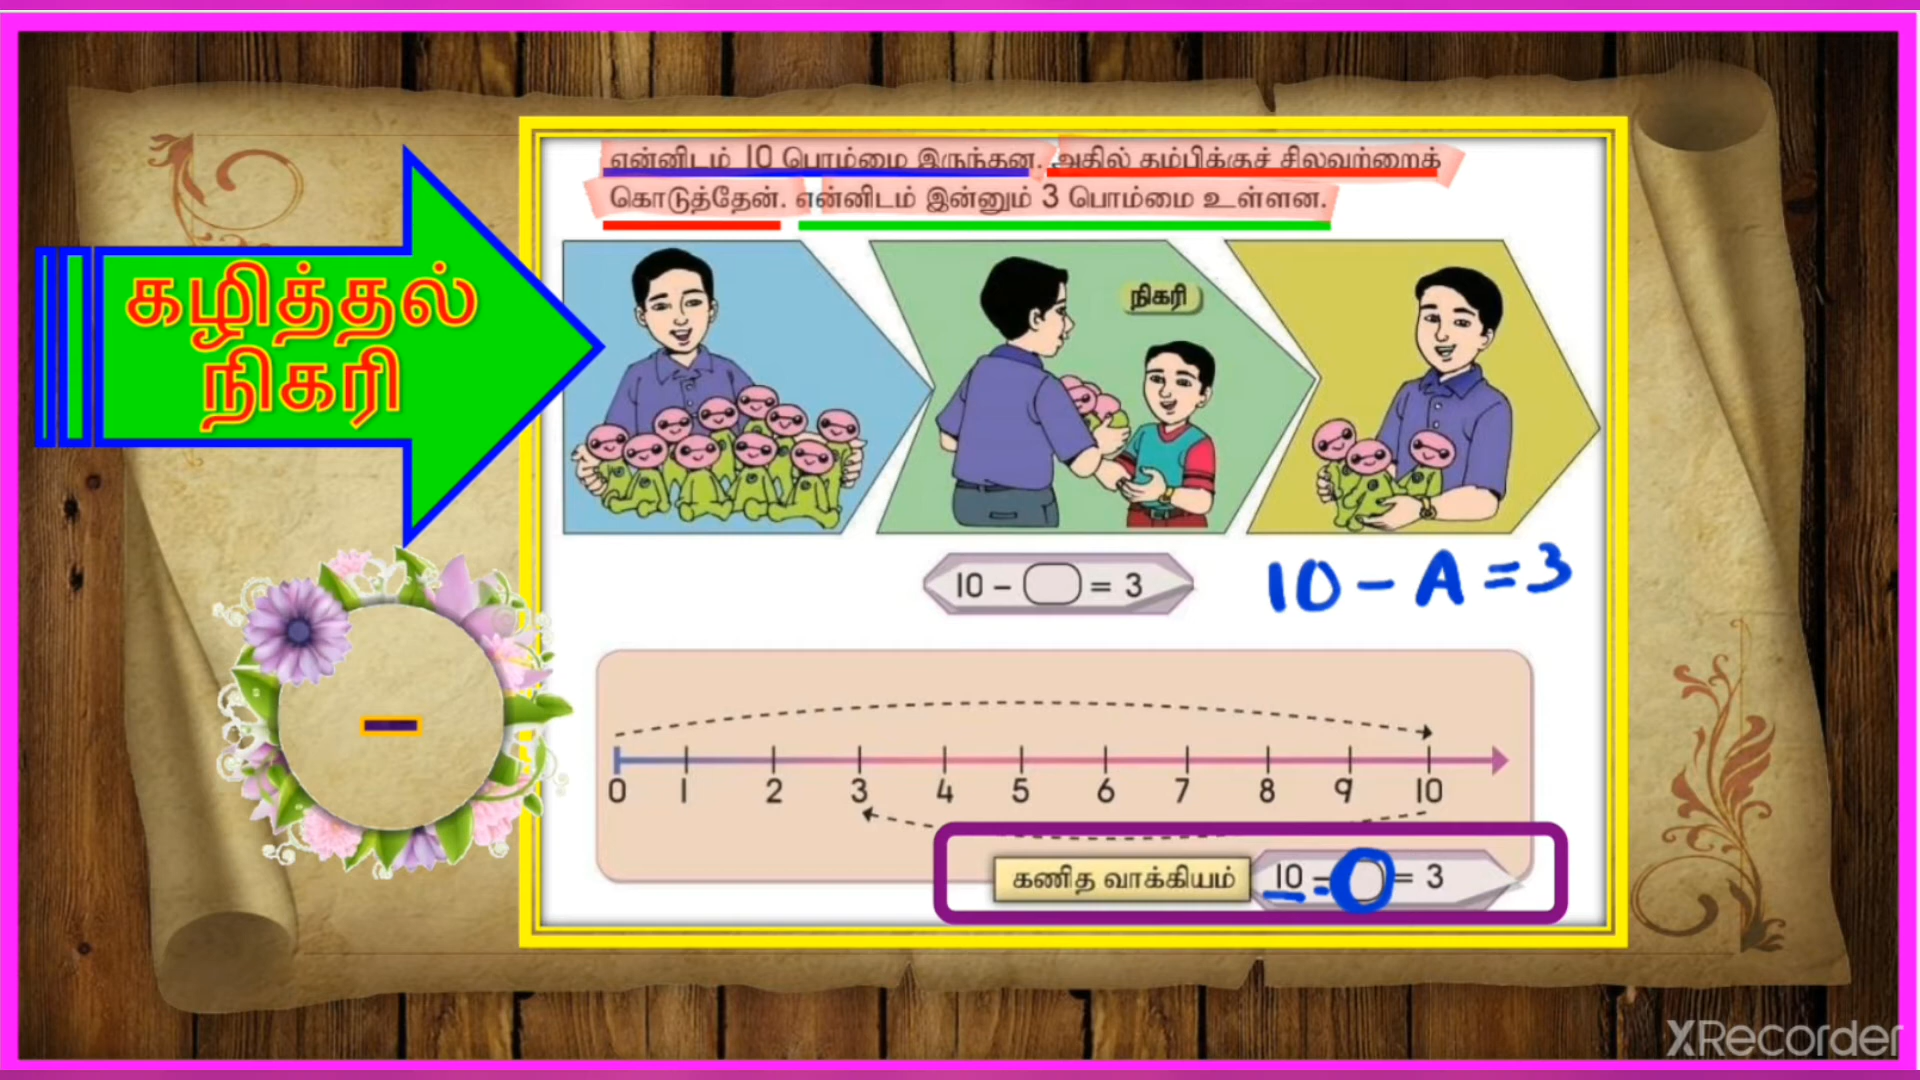 என்னிடம் 10 பொம்மை இருந்தன. அதில் தம்பிக்குச் சிலவற்றைக்
கொடுத்தேன். என்னிடம் இன்னும் 3 பொம்மை உள்ளன.
கழித்தல்
நிகரி
நிகரி
10 - = 3
10 - A = 3
-
0 1 2 3 4 5 6 7 8 9 10
கணித வாக்கியம் 10 - = 3
XRecorder